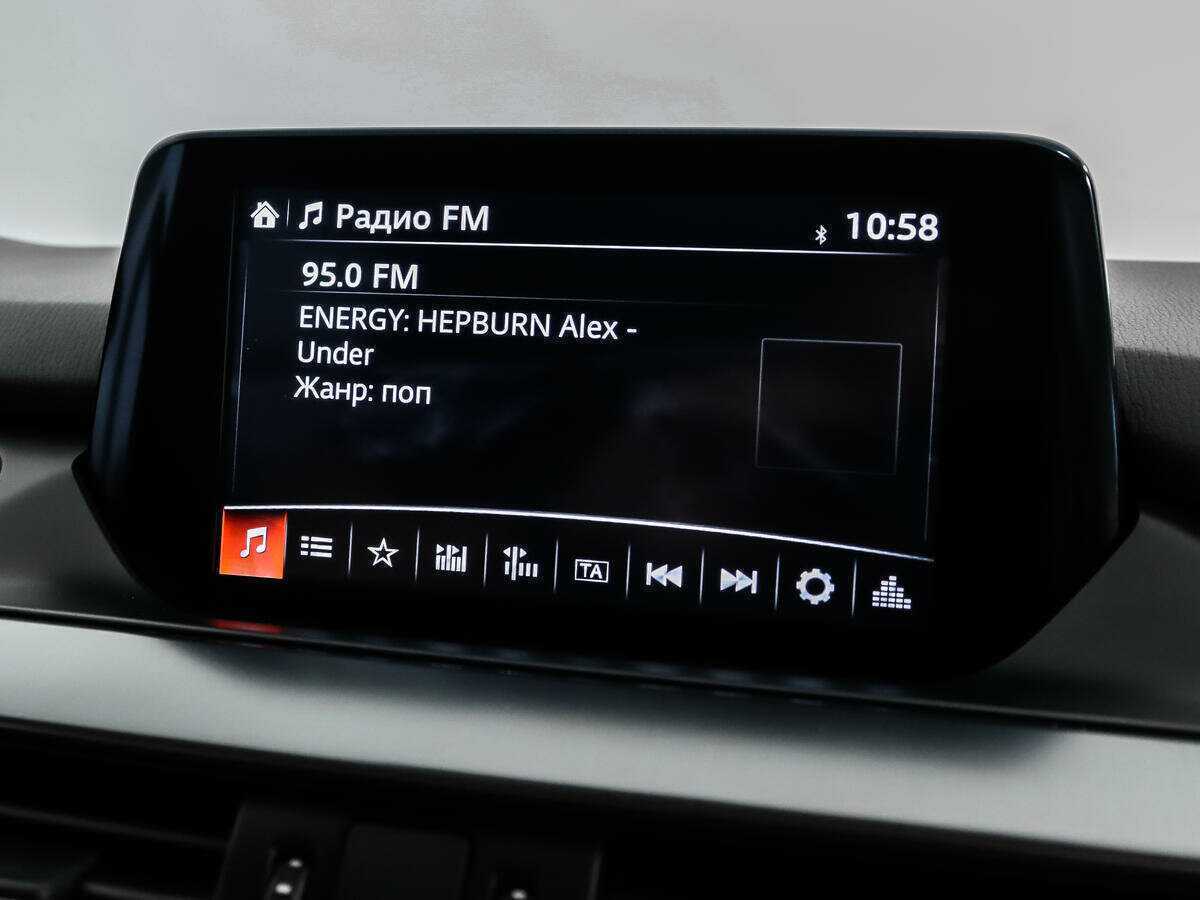 Радио FM 10:58
95.0 FM
ENERGY: HEPBURN Alex -
Under
Жанр: поп
TA